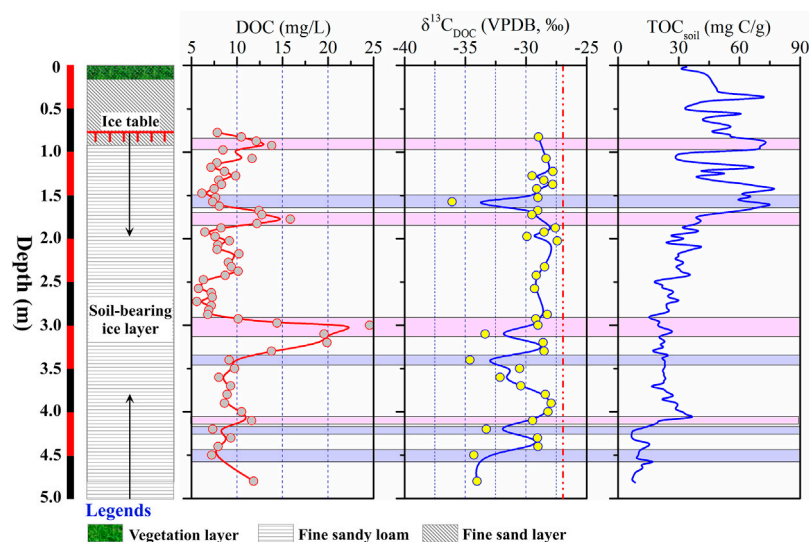 DOC (mg/L)
δ¹³C_DOC (VPDB, ‰)
TOC_soil (mg C/g)
5 10 15 20 25
-40 -35 -30 -25
0 30 60 90
0
0.5
1.0
1.5
2.0
2.5
3.0
3.5
4.0
4.5
5.0
Depth (m)
Ice table
Soil-bearing
ice layer
Legends
Vegetation layer
Fine sandy loam
Fine sand layer